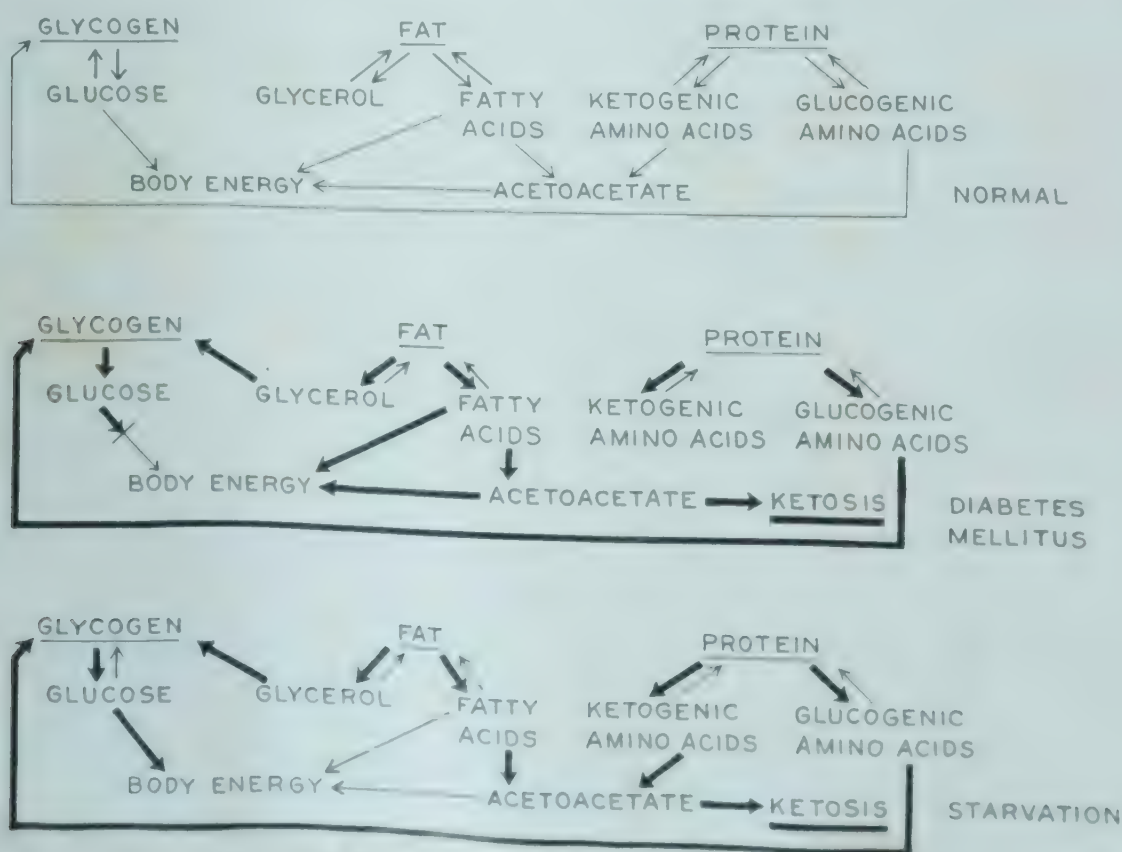 GLYCOGEN FAT PROTEIN
GLUCOSE GLYCEROL FATTY KETOGENIC GLUCOGENIC
ACIDS AMINO ACIDS AMINO ACIDS
BODY ENERGY ACETOACETATE NORMAL
GLYCOGEN FAT PROTEIN
GLUCOSE GLYCEROL FATTY KETOGENIC GLUCOGENIC
ACIDS AMINO ACIDS AMINO ACIDS
BODY ENERGY ACETOACETATE KETOSIS DIABETES
MELLITUS
GLYCOGEN FAT PROTEIN
GLUCOSE GLYCEROL FATTY KETOGENIC GLUCOGENIC
ACIDS AMINO ACIDS AMINO ACIDS
BODY ENERGY ACETOACETATE KETOSIS STARVATION